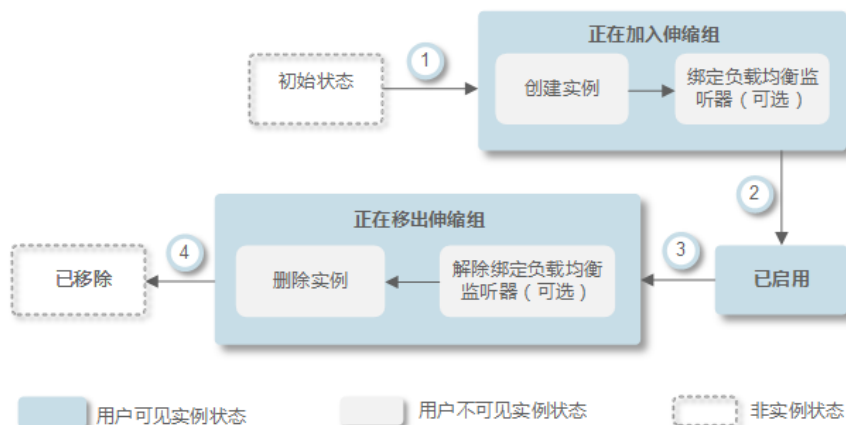 正在加入伸缩组
初始状态
1
创建实例
绑定负载均衡监
听器（可选）
2
正在移出伸缩组
已移除
4
删除实例
解除绑定负载均衡
监听器（可选）
3
已启用
用户可见实例状态
用户不可见实例状态
非实例状态